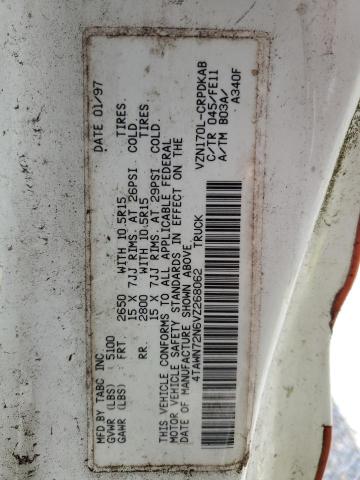 MFD BY TABC INC DATE 01/97
GVWR (LBS) 5100
GAWR (LBS) FRT 2650 WITH 10.5R15 TIRES.
15 X 7JJ RIMS. AT 26PSI COLD.
RR 2800 WITH 10.5R15 TIRES.
15 X 7JJ RIMS. AT 29PSI COLD.
THIS VEHICLE CONFORMS TO ALL APPLICABLE FEDERAL
MOTOR VEHICLE SAFETY STANDARDS IN EFFECT ON THE
DATE OF MANUFACTURE SHOWN ABOVE
4TAWN72N6VZ268062 TRUCK
VZN170L-CRPDKAB
C/TR 045/FE11
A/TM B03A/
A340F